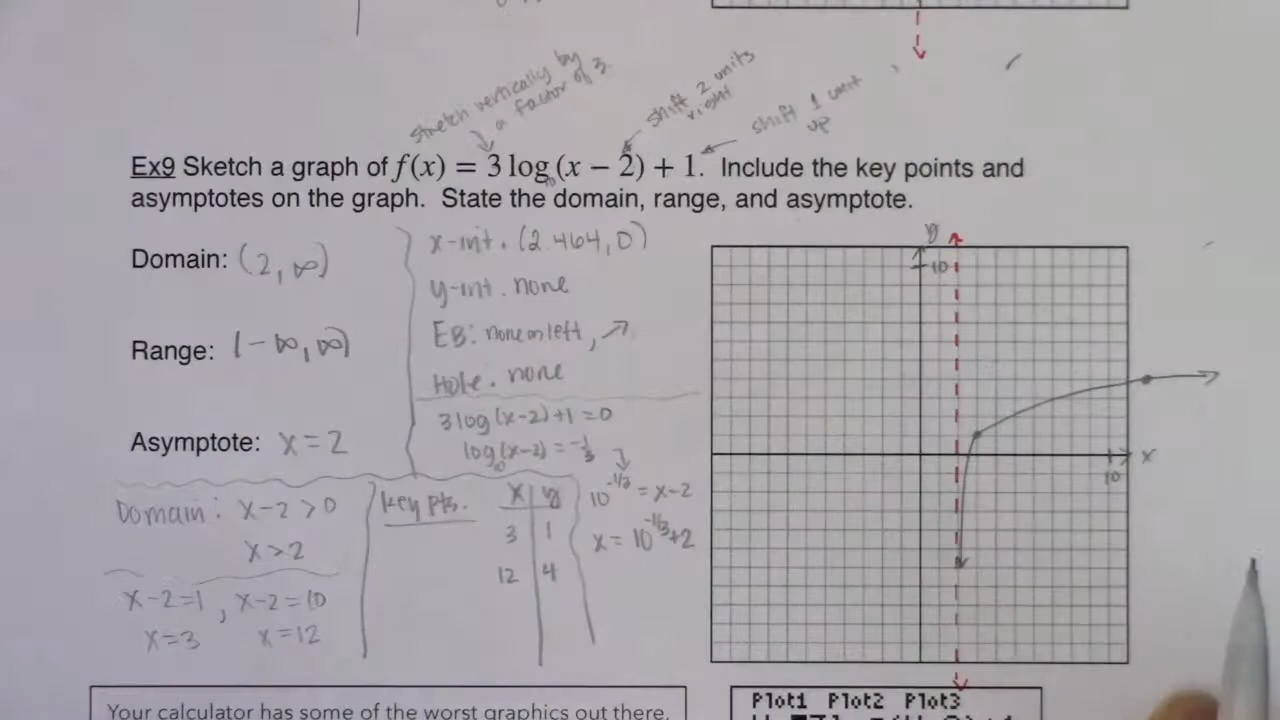 stretch vertically by
a factor of 3
shift 2 units
right
shift 1 unit
up
Ex9 Sketch a graph of f(x) = 3 log₁₀(x − 2) + 1. Include the key points and
asymptotes on the graph. State the domain, range, and asymptote.
Domain: (2, ∞)
Range: (-∞, ∞)
Asymptote: x = 2
x-int. (2.464, 0)
y-int. none
EB: none on left, ↗
Hole. none
3log(x-2)+1=0
log₁₀(x-2) = -1/3
10^-1/3 = x-2
x = 10^-1/3 + 2
Domain: x-2 > 0
x > 2
x-2=1, x-2=10
x=3 x=12
Key pts.
x y
3 1
12 4
y
10
x
10
Your calculator has some of the worst graphics out there.
Plot1 Plot2 Plot3